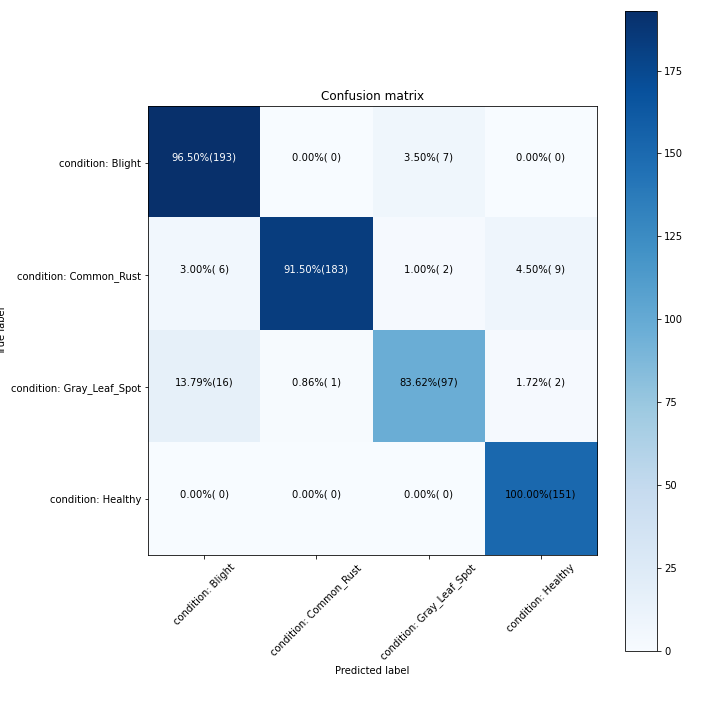 Confusion matrix
condition: Blight
96.50%(193)
0.00%( 0)
3.50%( 7)
0.00%( 0)
condition: Common_Rust
3.00%( 6)
91.50%(183)
1.00%( 2)
4.50%( 9)
condition: Gray_Leaf_Spot
13.79%(16)
0.86%( 1)
83.62%(97)
1.72%( 2)
condition: Healthy
0.00%( 0)
0.00%( 0)
0.00%( 0)
100.00%(151)
condition: Blight
condition: Common_Rust
condition: Gray_Leaf_Spot
condition: Healthy
Predicted label
175
150
125
100
75
50
25
0